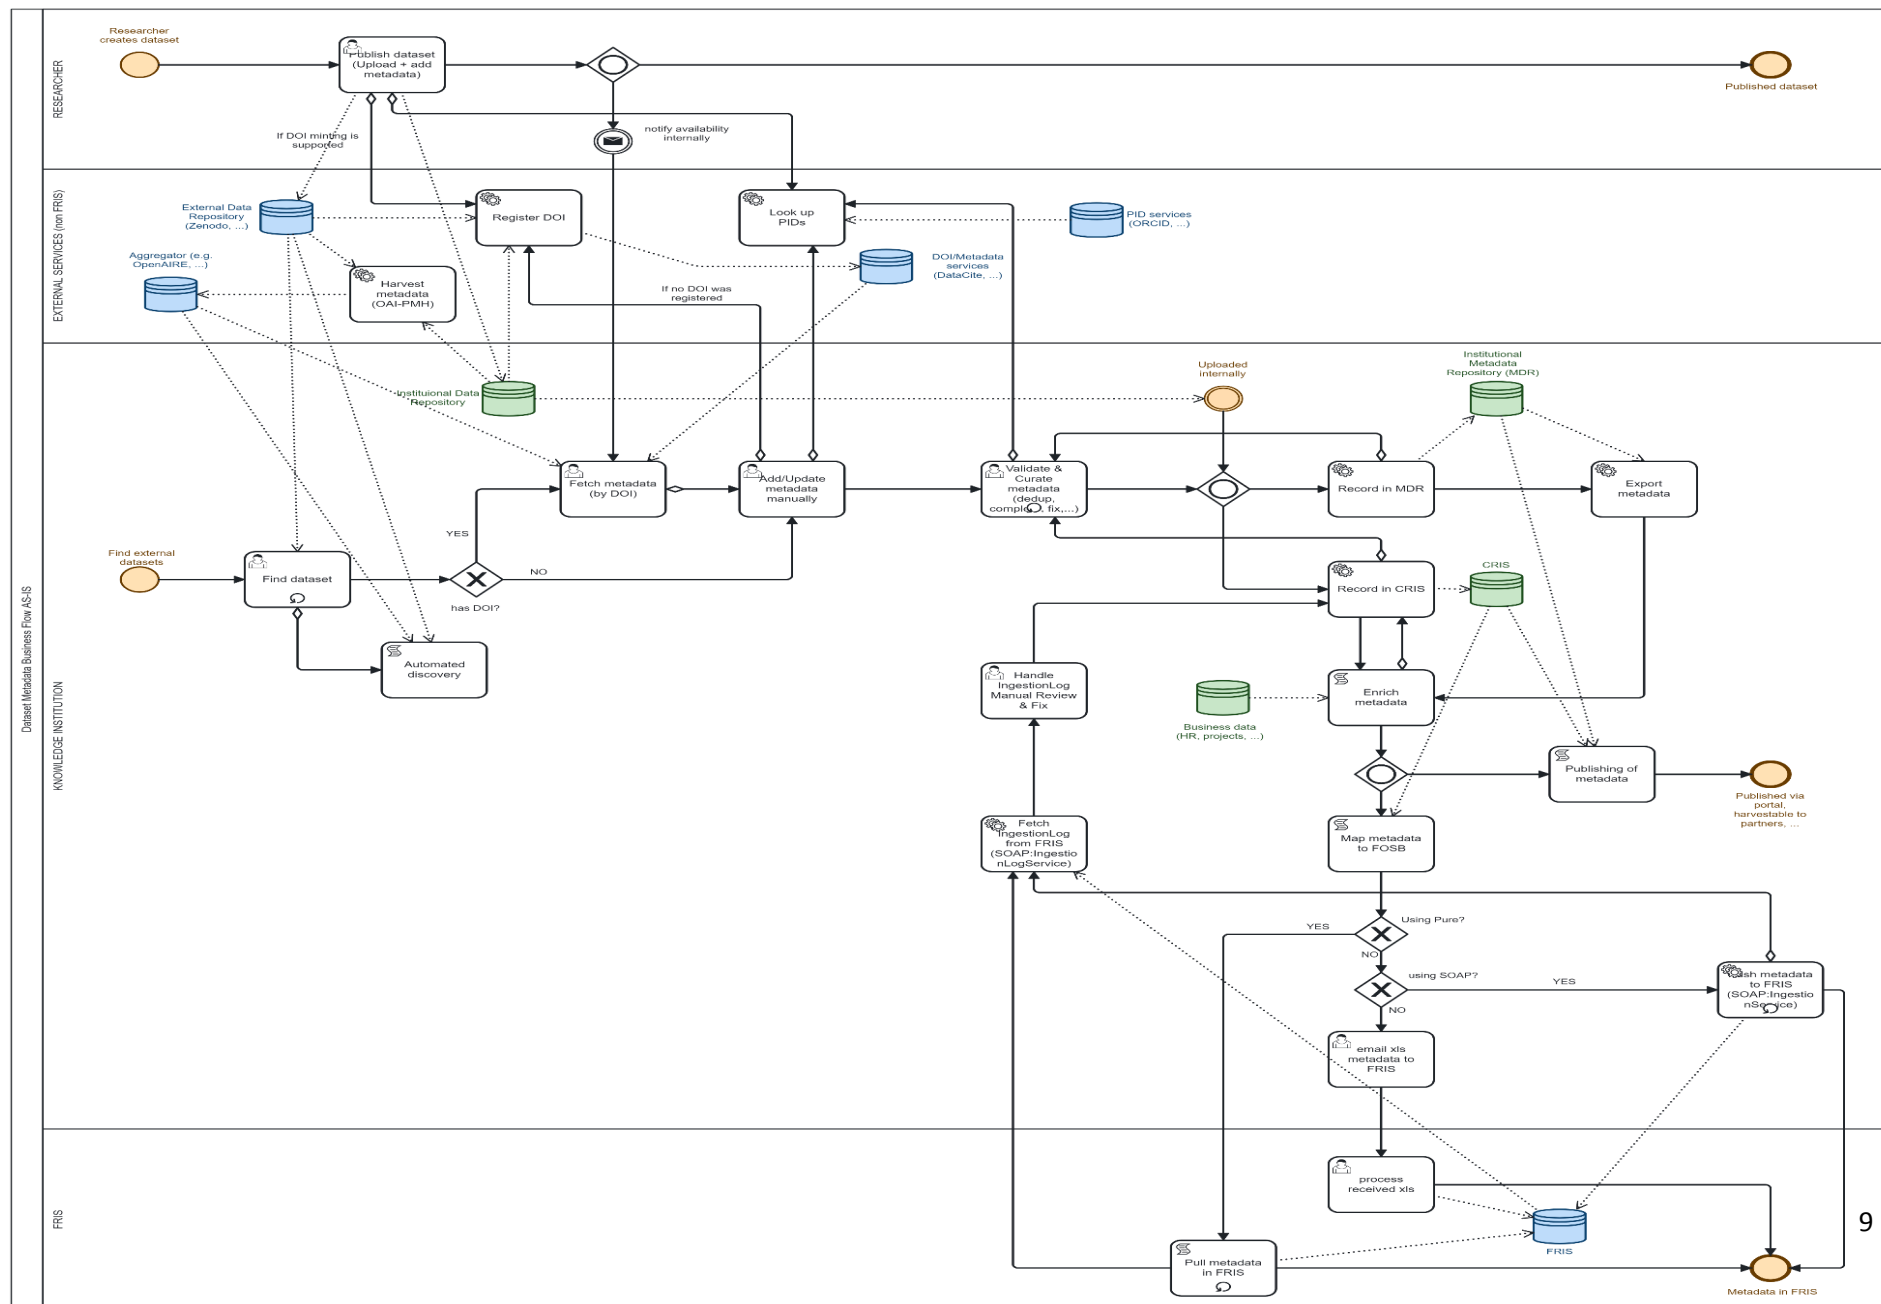 Dataset Metadata Business Flow AS-IS
RESEARCHER
Researcher
creates dataset
Publish dataset
(Upload + add
metadata)
If DOI minting is
supported
notify availability
internally
Published dataset
EXTERNAL SERVICES (non FRIS)
External Data
Repository
(Zenodo, ...)
Register DOI
Look up
PIDs
PID services
(ORCID, ...)
Aggregator (e.g.
OpenAIRE, ...)
Harvest
metadata
(OAI-PMH)
DOI/Metadata
services
(DataCite, ...)
If no DOI was
registered
KNOWLEDGE INSTITUTION
Instituional Data
Repository
Uploaded
internally
Institutional
Metadata
Repository (MDR)
Fetch metadata
(by DOI)
Add/Update
metadata
manually
Validate &
Curate
metadata
(dedup,
fix,...)
Record in MDR
Export
metadata
Find external
datasets
Find dataset
YES
NO
has DOI?
Automated
discovery
Record in CRIS
CRIS
Handle
IngestionLog
Manual Review
& Fix
Business data
(HR, projects, ...)
Enrich
metadata
Publishing of
metadata
Published via
portal,
harvestable to
partners, ...
Fetch
IngestionLog
from FRIS
(SOAP:Ingestio
nLogService)
Map metadata
to FOSB
Using Pure?
YES
NO
using SOAP?
YES
NO
metadata
to FRIS
(SOAP:Ingestio
email xls
metadata to
FRIS
FRIS
process
received xls
FRIS
Pull metadata
in FRIS
Metadata in FRIS
9